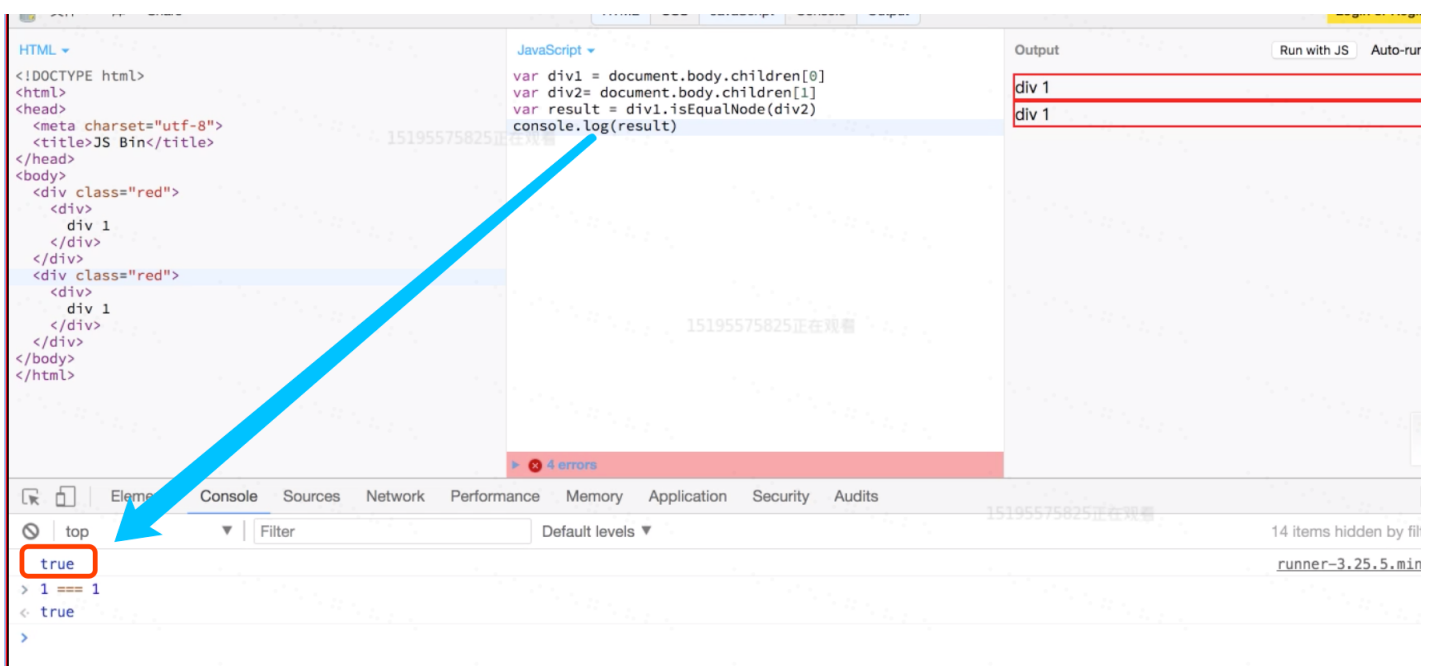 HTML
<!DOCTYPE html>
<html>
<head>
<meta charset="utf-8">
<title>JS Bin</title>
</head>
<body>
<div class="red">
<div>
div 1
</div>
</div>
<div class="red">
<div>
div 1
</div>
</div>
</body>
</html>
JavaScript
var div1 = document.body.children[0]
var div2= document.body.children[1]
var result = div1.isEqualNode(div2)
console.log(result)
15195575825正在观看
15195575825正在观看
4 errors
Output
Run with JS
Auto-run
div 1
div 1
Console Sources Network Performance Memory Application Security Audits
15195575825正在观看
top
Filter
Default levels
14 items hidden by
true
runner-3.25.5.min
> 1 === 1
true
>